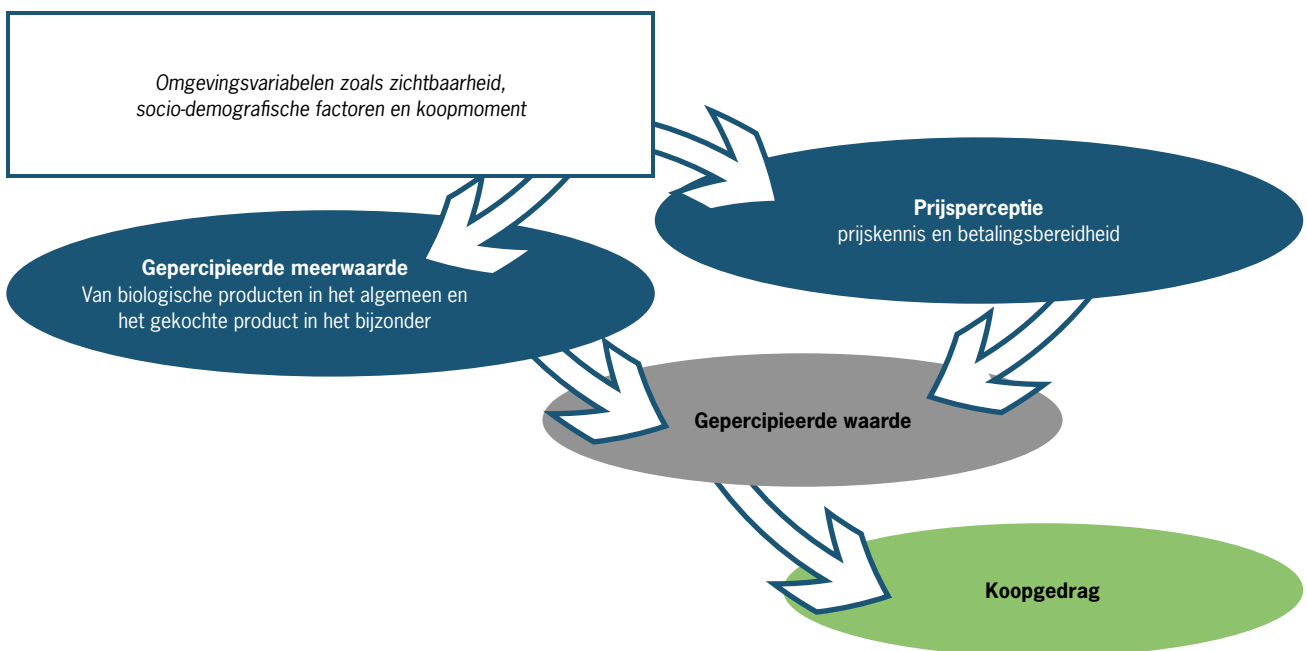 Omgevingsvariabelen zoals zichtbaarheid,
socio-demografische factoren en koopmoment
Prijsperceptie
prijskennis en betalingsbereidheid
Gepercipieerde meerwaarde
Van biologische producten in het algemeen en
het gekochte product in het bijzonder
Gepercipieerde waarde
Koopgedrag